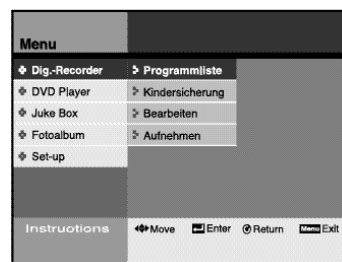 Menu
Dig.-Recorder
DVD Player
Juke Box
Fotoalbum
Set-up
Programmliste
Kindersicherung
Bearbeiten
Aufnehmen
Instructions
Move Enter Return Menu Exit